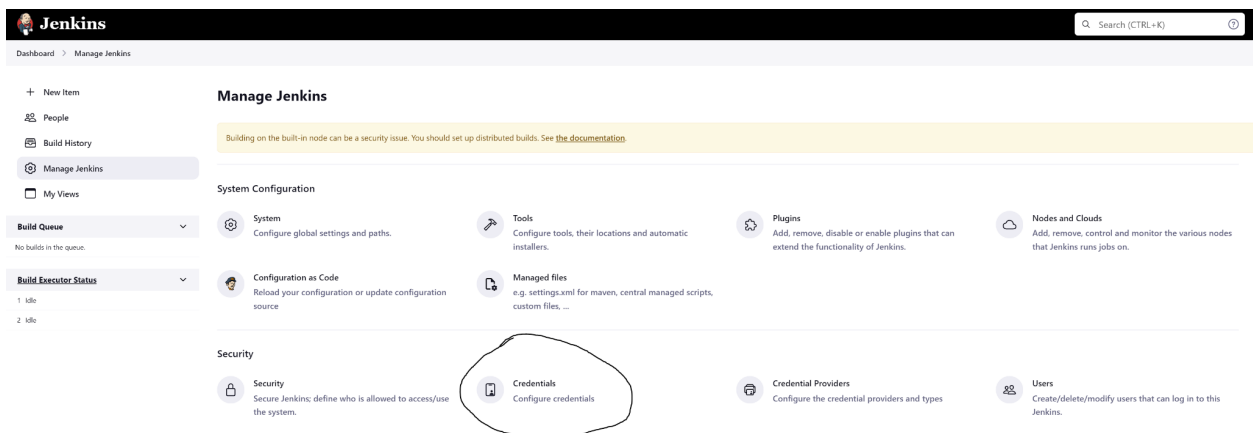 Jenkins
Search (CTRL+K)
?
Dashboard > Manage Jenkins
+ New Item
People
Build History
Manage Jenkins
My Views
Build Queue
No builds in the queue.
Build Executor Status
1 Idle
2 Idle
Manage Jenkins
Building on the built-in node can be a security issue. You should set up distributed builds. See the documentation.
System Configuration
System
Configure global settings and paths.
Tools
Configure tools, their locations and automatic
installers.
Plugins
Add, remove, disable or enable plugins that can
extend the functionality of Jenkins.
Nodes and Clouds
Add, remove, control and monitor the various nodes
that Jenkins runs jobs on.
Configuration as Code
Reload your configuration or update configuration
source
Managed files
e.g. settings.xml for maven, central managed scripts,
custom files, ...
Security
Security
Secure Jenkins; define who is allowed to access/use
the system.
Credentials
Configure credentials
Credential Providers
Configure the credential providers and types
Users
Create/delete/modify users that can log in to this
Jenkins.